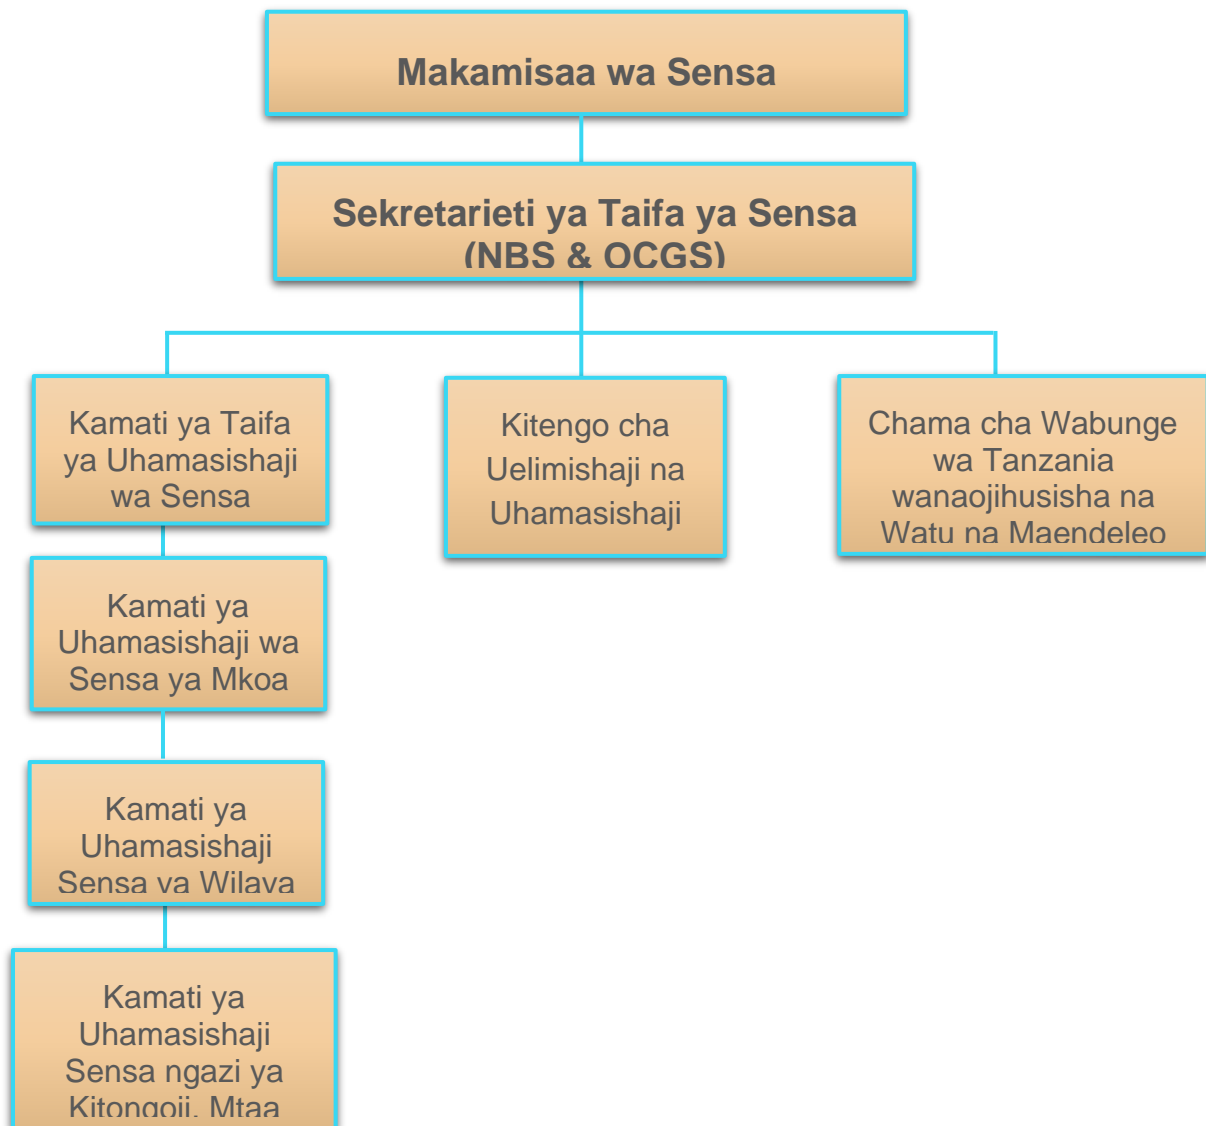 Makamisaa wa Sensa
Sekretarieti ya Taifa ya Sensa
(NBS & OCGS)
Kamati ya Taifa
ya Uhamasishaji
wa Sensa
Kitengo cha
Uelimishaji na
Uhamasishaji
Chama cha Wabunge
wa Tanzania
wanaojihusisha na
Watu na Maendeleo
Kamati ya
Uhamasishaji wa
Sensa ya Mkoa
Kamati ya
Uhamasishaji
Sensa ya Wilaya
Kamati ya
Uhamasishaji
Sensa ngazi ya
Kitongoji, Mtaa